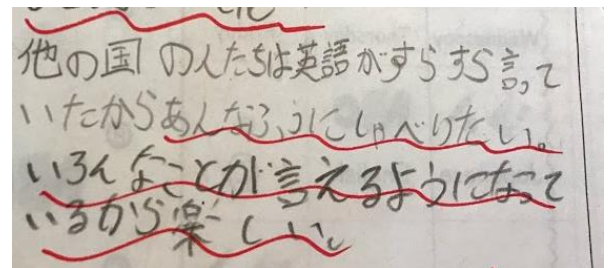 他の国の人たちは英語がすらすら言って
いたからあんなふうにしゃべりたい。
いろんなことが言えるようになって
いるから楽しい。